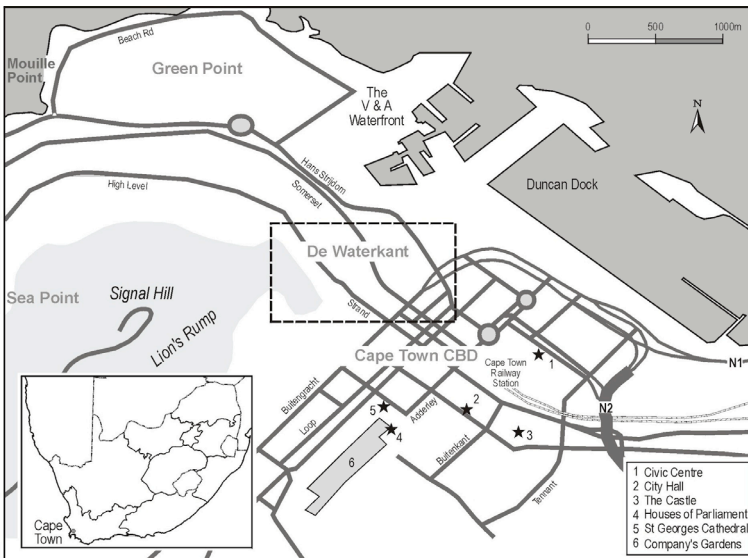 Beach Rd
Mouille
Point
Green Point
The
V & A
Waterfront
0 500 1000m
N
Duncan Dock
High Level
Hans Strijdom
Somerset
De Waterkant
Sea Point
Signal Hill
Lion's Rump
Strand
Cape Town CBD
Cape Town
Railway
Station
1
N1
N2
Buitengracht
Loop
Adderley
Buitenkant
Tennant
2
3
4
5
6
Cape
Town
1 Civic Centre
2 City Hall
3 The Castle
4 Houses of Parliament
5 St Georges Cathedral
6 Company's Gardens